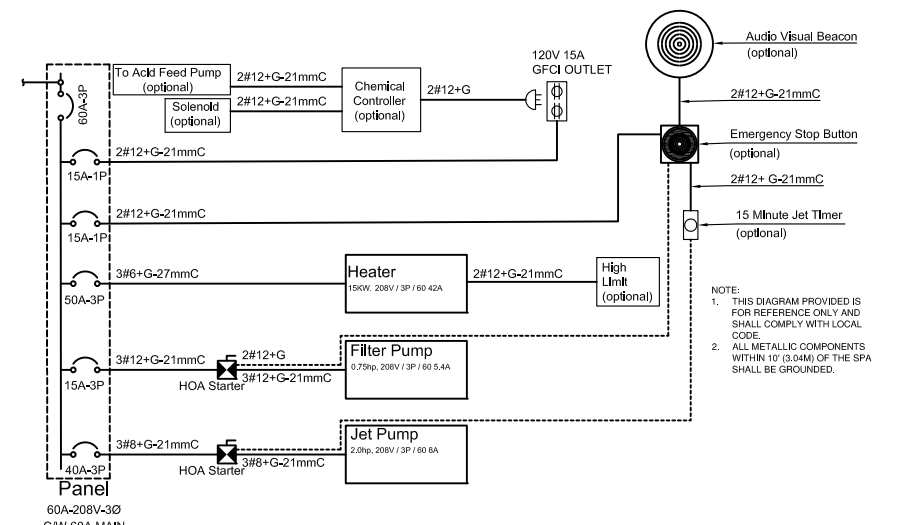 Audio Visual Beacon
(optional)
120V 15A
GFCI OUTLET
To Acid Feed Pump
(optional)
2#12+G-21mmC
Chemical
Controller
(optional)
2#12+G
Solenoid
(optional)
2#12+G-21mmC
2#12+G-21mmC
60A-3P
Emergency Stop Button
(optional)
2#12+G-21mmC
15A-1P
2#12+ G-21mmC
2#12+G-21mmC
15A-1P
15 Minute Jet Timer
(optional)
3#6+G-27mmC
50A-3P
Heater
15KW, 208V / 3P / 60 42A
2#12+G-21mmC
High
Limit
(optional)
NOTE:
1. THIS DIAGRAM PROVIDED IS
FOR REFERENCE ONLY AND
SHALL COMPLY WITH LOCAL
CODE.
2. ALL METALLIC COMPONENTS
WITHIN 10' (3.04M) OF THE SPA
SHALL BE GROUNDED.
3#12+G-21mmC
15A-3P
2#12+G
HOA Starter
3#12+G-21mmC
Filter Pump
0.75hp, 208V / 3P / 60 5.4A
3#8+G-21mmC
40A-3P
HOA Starter
3#8+G-21mmC
Jet Pump
2.0hp, 208V / 3P / 60 8A
Panel
60A-208V-3Ø
C/W 60A MAIN